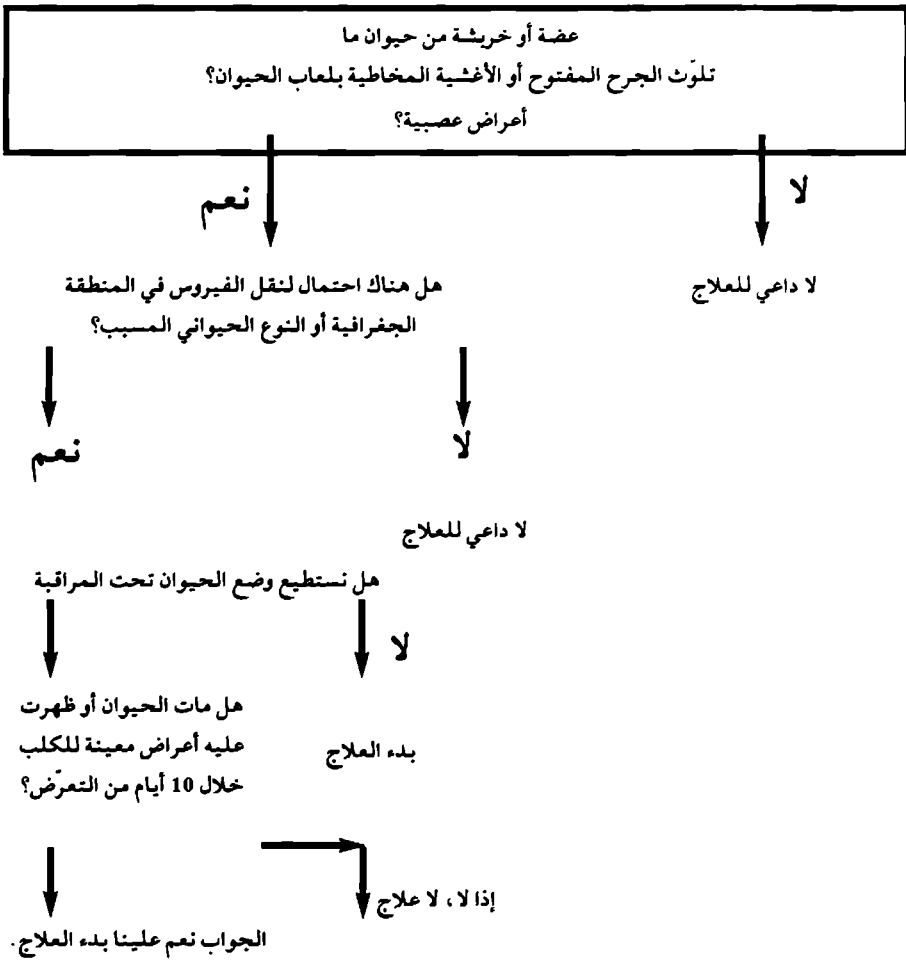 عضة أو خربشة من حيوان ما
تلوّث الجرح المفتوح أو الأغشية المخاطية بلعاب الحيوان؟
أعراض عصبية؟
لا
نعم
لا داعي للعلاج
هل هناك احتمال لنقل الفيروس في المنطقة
الجغرافية أو النوع الحيواني المسبب؟
لا
نعم
لا داعي للعلاج
هل نستطيع وضع الحيوان تحت المراقبة
لا
هل مات الحيوان أو ظهرت
عليه أعراض معينة للكلب
خلال 10 أيام من التعرّض؟
بدء العلاج
إذا لا، لا علاج
الجواب نعم علينا بدء العلاج.